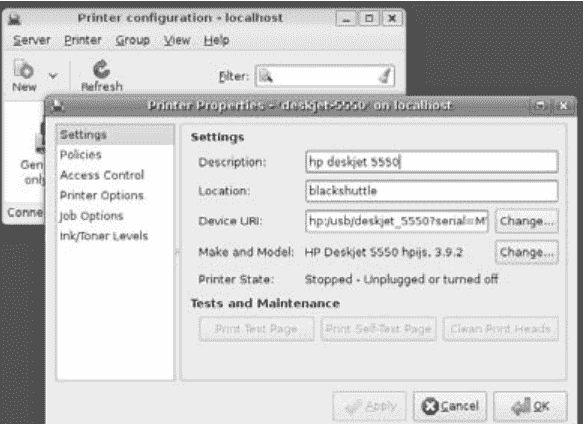 Printer configuration - localhost
Server Printer Group View Help
New Refresh Filter:
Printer Properties - 'deskjet-5550' on localhost
Settings
Policies
Access Control
Printer Options
Job Options
Ink/Toner Levels
Settings
Description: hp deskjet 5550
Location: blackshuttle
Device URI: hp:/usb/deskjet_5550?serial=M Change...
Make and Model: HP Deskjet 5550 hpijs, 3.9.2 Change...
Printer State: Stopped - Unplugged or turned off
Tests and Maintenance
Print Test Page Print Self-Test Page Clean Print Heads
Apply Cancel OK
Gen
only
Conne